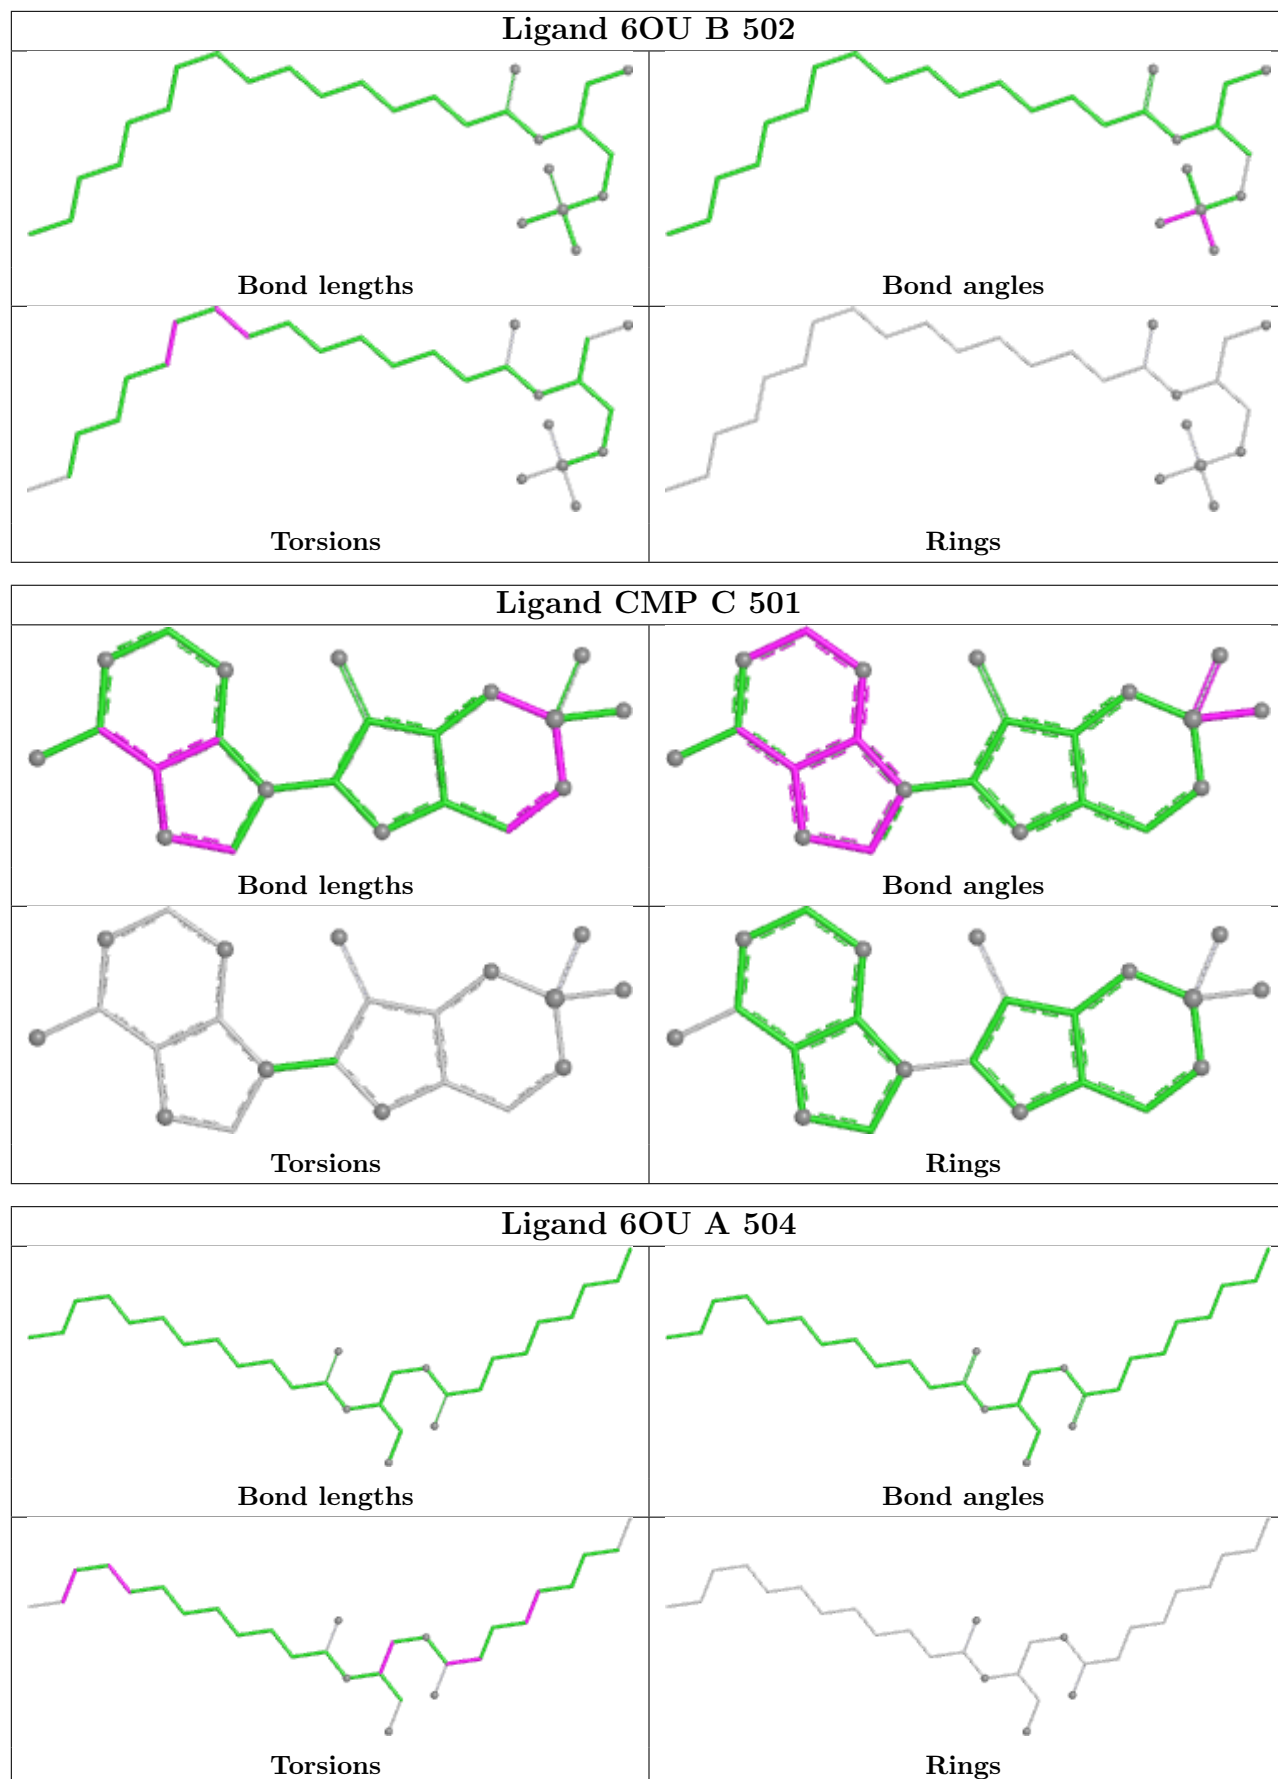 Ligand 6OU B 502
Bond lengths
Bond angles
Torsions
Rings
Ligand CMP C 501
Bond lengths
Bond angles
Torsions
Rings
Ligand 6OU A 504
Bond lengths
Bond angles
Torsions
Rings